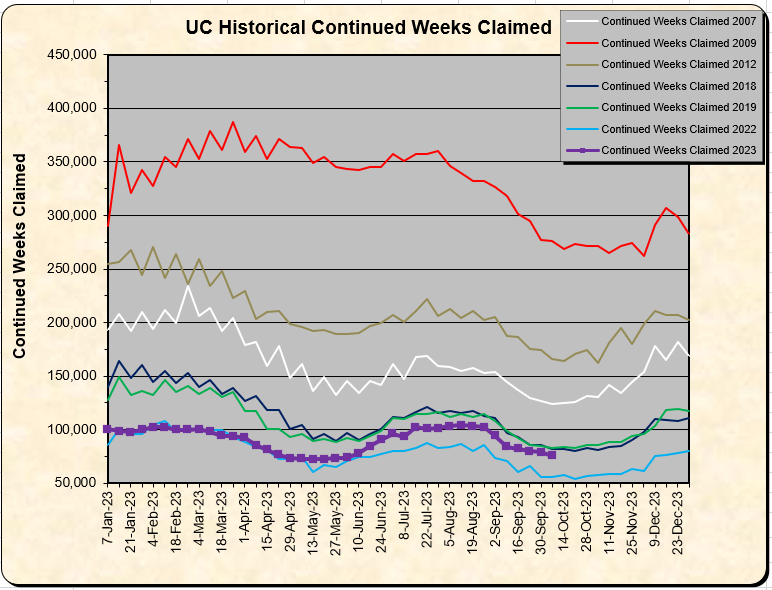 UC Historical Continued Weeks Claimed
Continued Weeks Claimed 2007
Continued Weeks Claimed 2009
Continued Weeks Claimed 2012
Continued Weeks Claimed 2018
Continued Weeks Claimed 2019
Continued Weeks Claimed 2022
Continued Weeks Claimed 2023
Continued Weeks Claimed
450,000
400,000
350,000
300,000
250,000
200,000
150,000
100,000
50,000
7-Jan-23
21-Jan-23
4-Feb-23
18-Feb-23
4-Mar-23
18-Mar-23
1-Apr-23
15-Apr-23
29-Apr-23
13-May-23
27-May-23
10-Jun-23
24-Jun-23
8-Jul-23
22-Jul-23
5-Aug-23
19-Aug-23
2-Sep-23
16-Sep-23
30-Sep-23
14-Oct-23
28-Oct-23
11-Nov-23
25-Nov-23
9-Dec-23
23-Dec-23